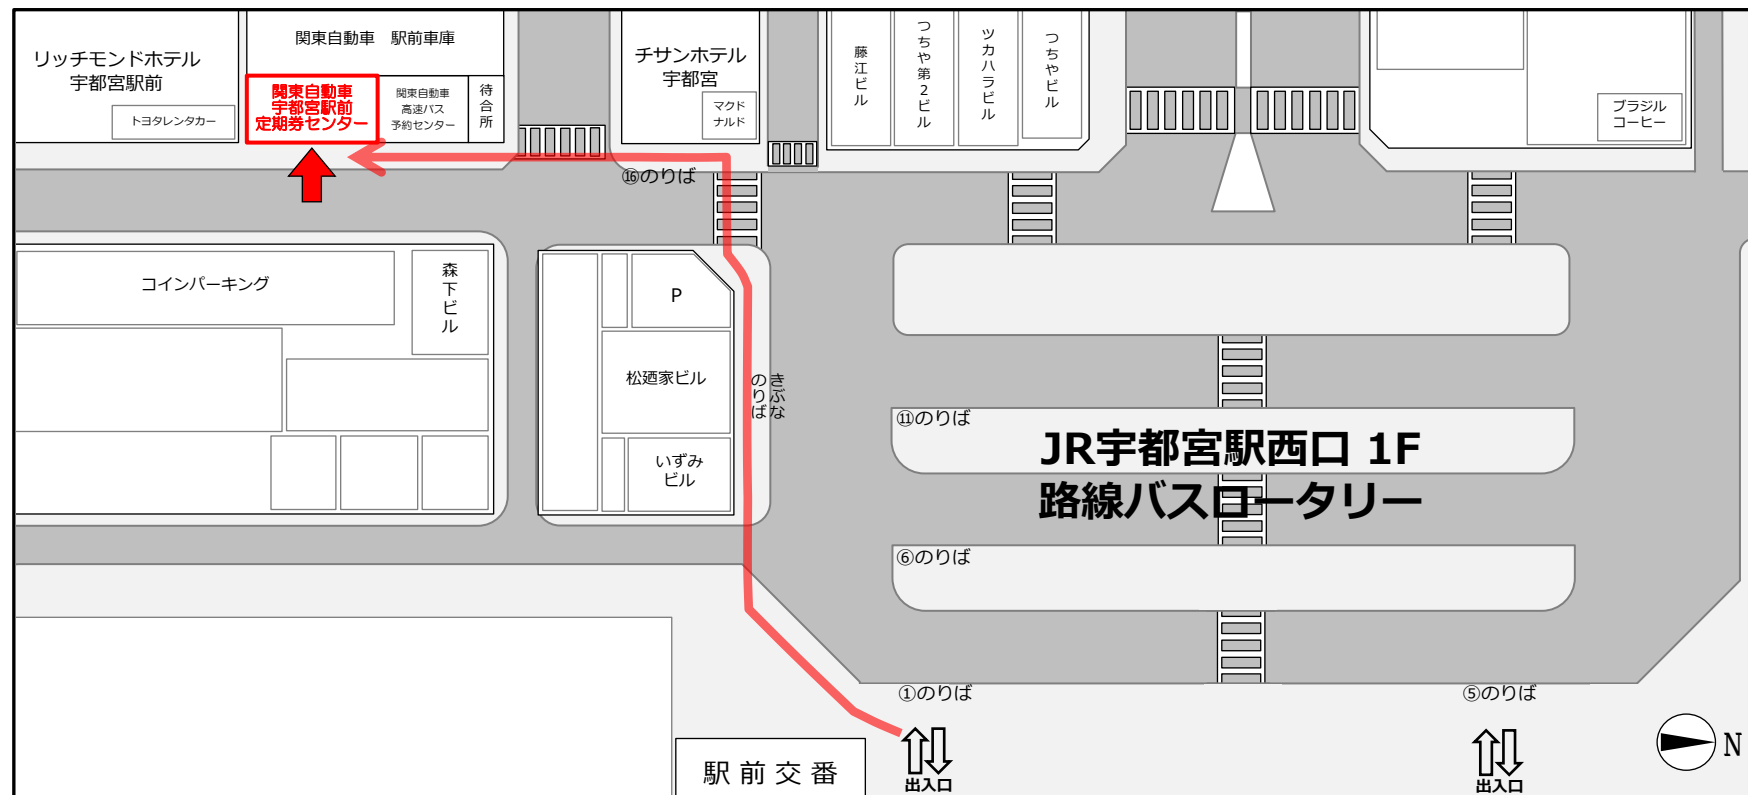 リッチモンドホテル
宇都宮駅前
トヨタレンタカー
関東自動車　駅前車庫
関東自動車
宇都宮駅前
定期券センター
関東自動車
高速バス
予約センター
待合所
チサンホテル
宇都宮
マクド
ナルド
藤江ビル
つちや第2ビル
ツカハラビル
つちやビル
ブラジル
コーヒー
⑯のりば
コインパーキング
森下ビル
P
松廼家ビル
いずみ
ビル
きぶな
のりば
⑪のりば
JR宇都宮駅西口 1F
路線バスロータリー
⑥のりば
①のりば
⑤のりば
駅前交番
出入口
出入口
N